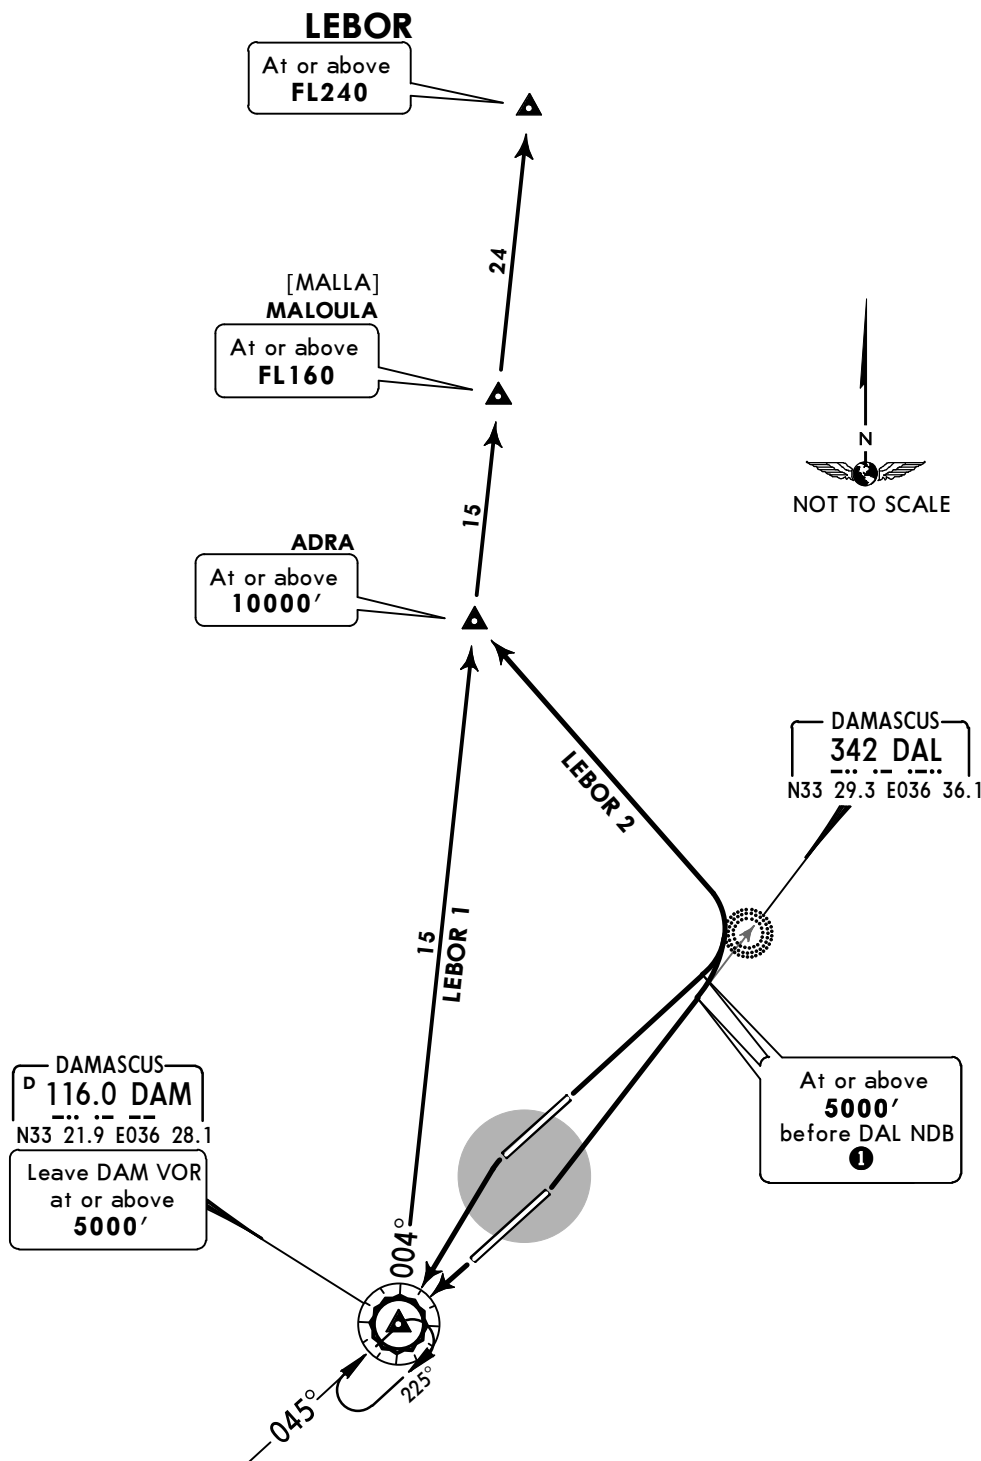 LEBOR
At or above
FL240
24
[MALLA]
MALOULA
At or above
FL160
N
NOT TO SCALE
15
ADRA
At or above
10000'
DAMASCUS
342 DAL
N33 29.3 E036 36.1
LEBOR 2
15
LEBOR 1
DAMASCUS
D 116.0 DAM
N33 21.9 E036 28.1
Leave DAM VOR
at or above
5000'
At or above
5000'
before DAL NDB
1
004°
225°
045°